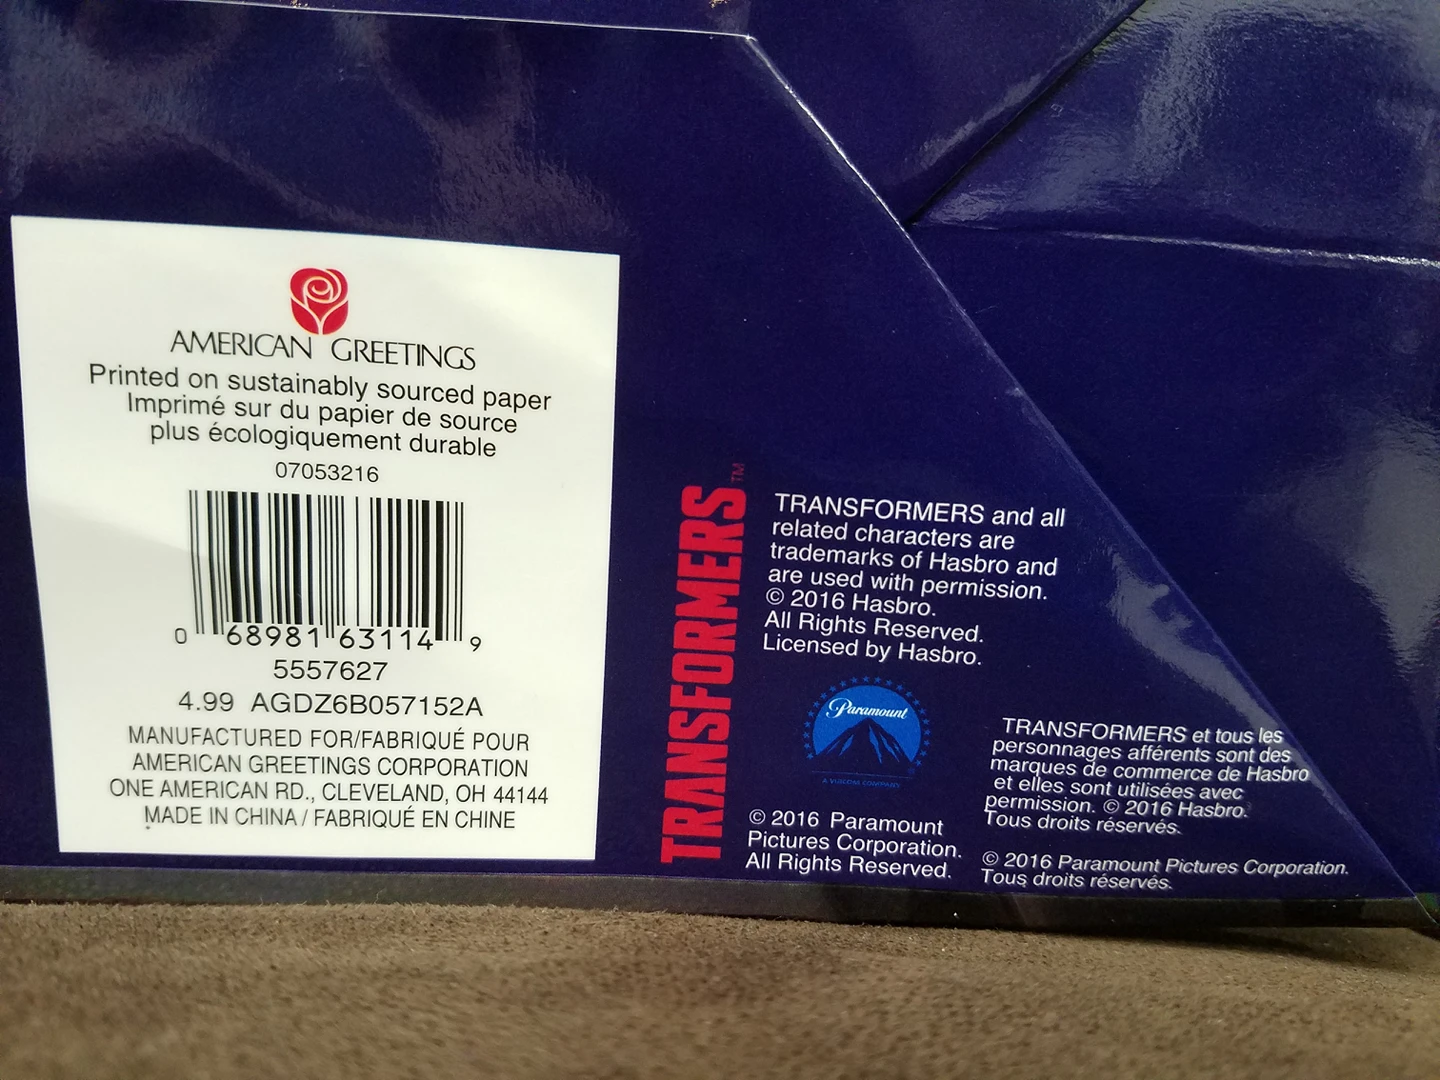 AMERICAN GREETINGS
Printed on sustainably sourced paper
Imprimé sur du papier de source
plus écologiquement durable
07053216
0 68981 63114 9
5557627
4.99 AGDZ6B057152A
MANUFACTURED FOR/FABRIQUÉ POUR
AMERICAN GREETINGS CORPORATION
ONE AMERICAN RD., CLEVELAND, OH 44144
MADE IN CHINA / FABRIQUÉ EN CHINE
TRANSFORMERS™
TRANSFORMERS and all
related characters are
trademarks of Hasbro and
are used with permission.
© 2016 Hasbro.
All Rights Reserved.
Licensed by Hasbro.
Paramount
A VIACOM COMPANY
© 2016 Paramount
Pictures Corporation.
All Rights Reserved.
TRANSFORMERS et tous les
personnages afférents sont des
marques de commerce de Hasbro
et elles sont utilisées avec
permission. © 2016 Hasbro.
Tous droits réservés.
© 2016 Paramount Pictures Corporation.
Tous droits réservés.